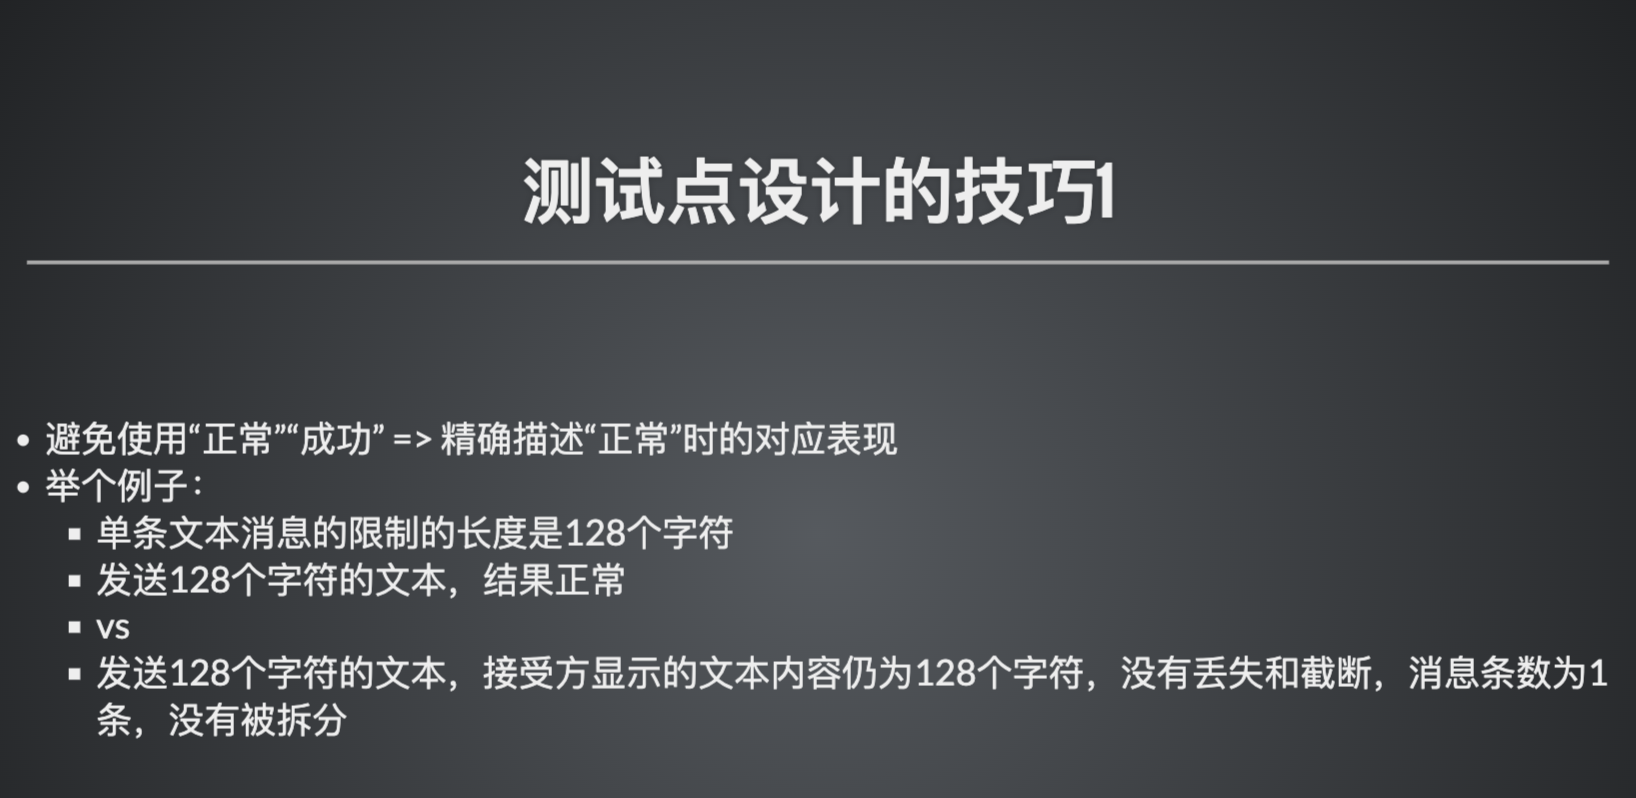 测试点设计的技巧1
• 避免使用“正常”“成功” => 精确描述“正常”时的对应表现
• 举个例子：
▪ 单条文本消息的限制的长度是128个字符
▪ 发送128个字符的文本，结果正常
▪ vs
▪ 发送128个字符的文本，接受方显示的文本内容仍为128个字符，没有丢失和截断，消息条数为1
条，没有被拆分